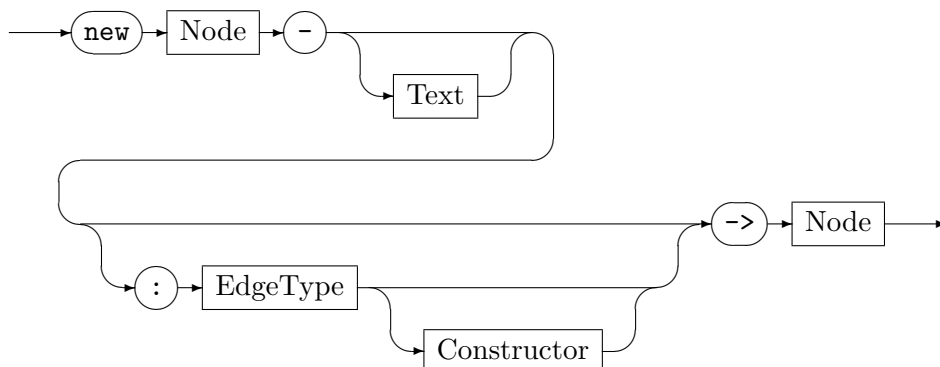 new Node -
Text
-> Node
: EdgeType
Constructor